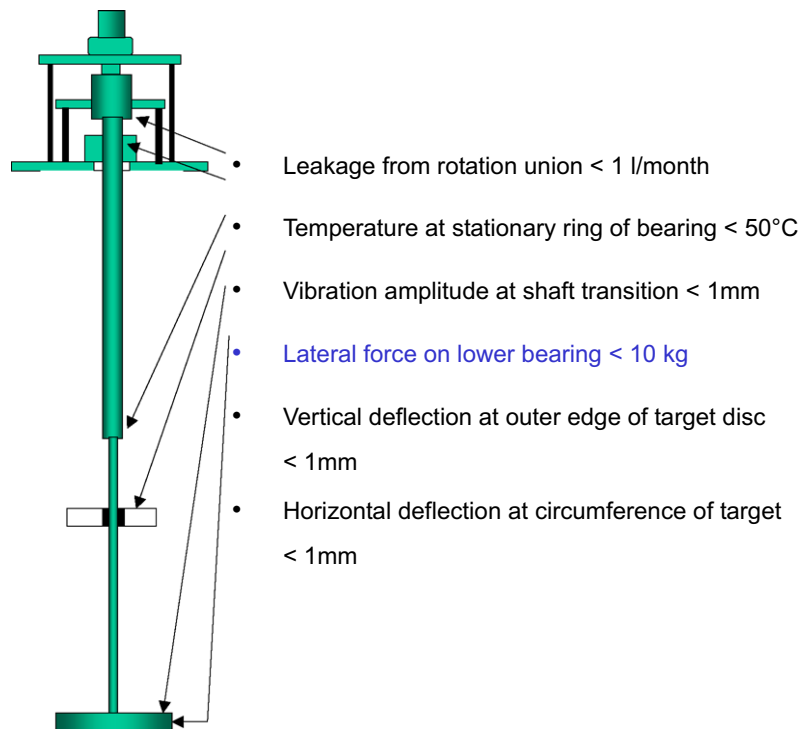 • Leakage from rotation union < 1 l/month
• Temperature at stationary ring of bearing < 50°C
• Vibration amplitude at shaft transition < 1mm
• Lateral force on lower bearing < 10 kg
• Vertical deflection at outer edge of target disc
< 1mm
• Horizontal deflection at circumference of target
< 1mm